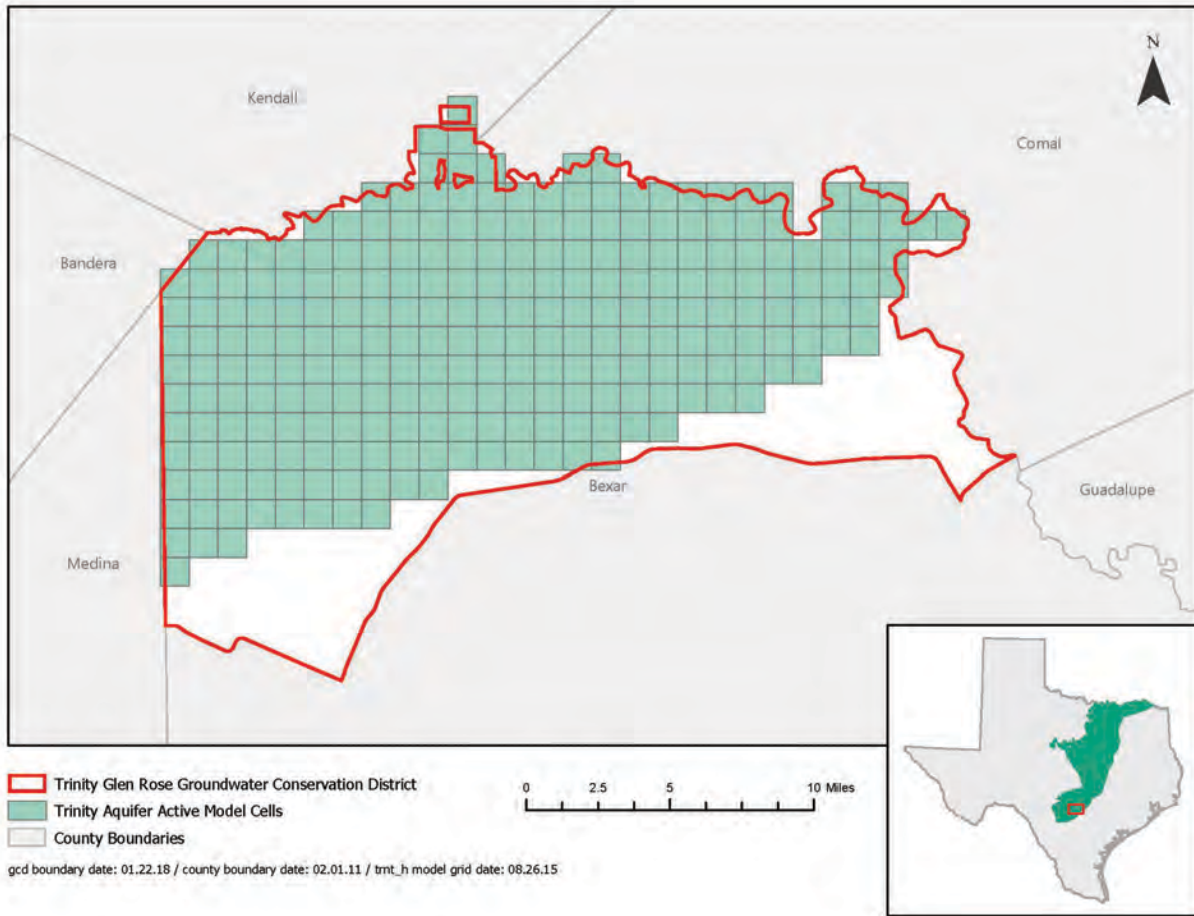 N
Kendall
Comal
Bandera
Bexar
Guadalupe
Medina
Trinity Glen Rose Groundwater Conservation District
Trinity Aquifer Active Model Cells
County Boundaries
0 2.5 5 10 Miles
gcd boundary date: 01.22.18 / county boundary date: 02.01.11 / trnt_h model grid date: 08.26.15